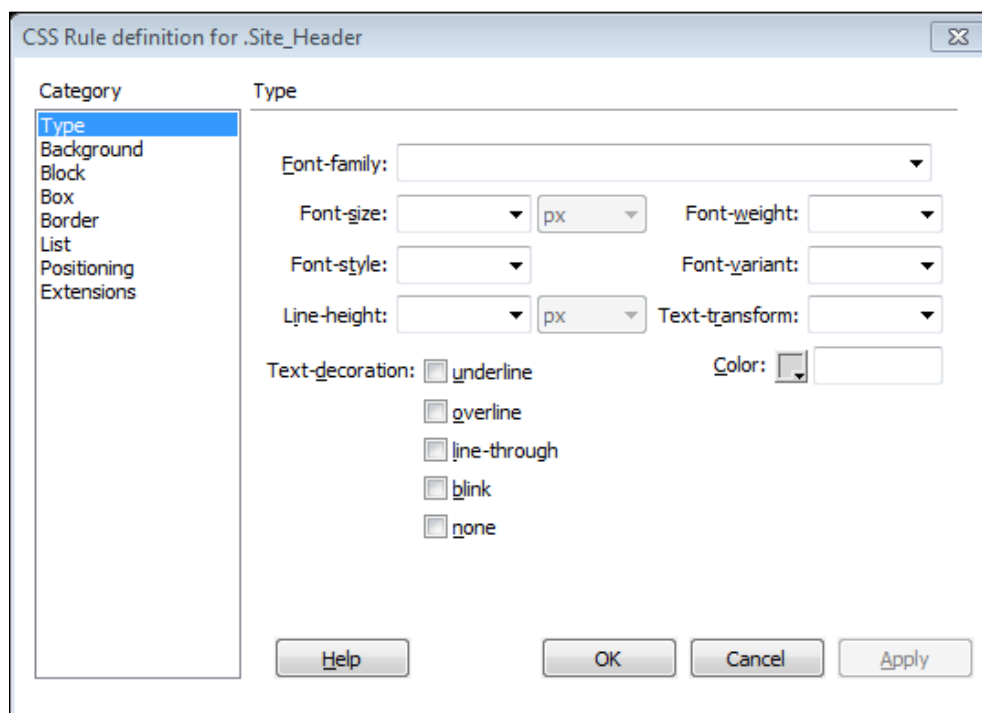 CSS Rule definition for .Site_Header
Category
Type
Background
Block
Box
Border
List
Positioning
Extensions
Type
Font-family:
Font-size: px Font-weight:
Font-style: Font-variant:
Line-height: px Text-transform:
Text-decoration: underline Color:
overline
line-through
blink
none
Help OK Cancel Apply